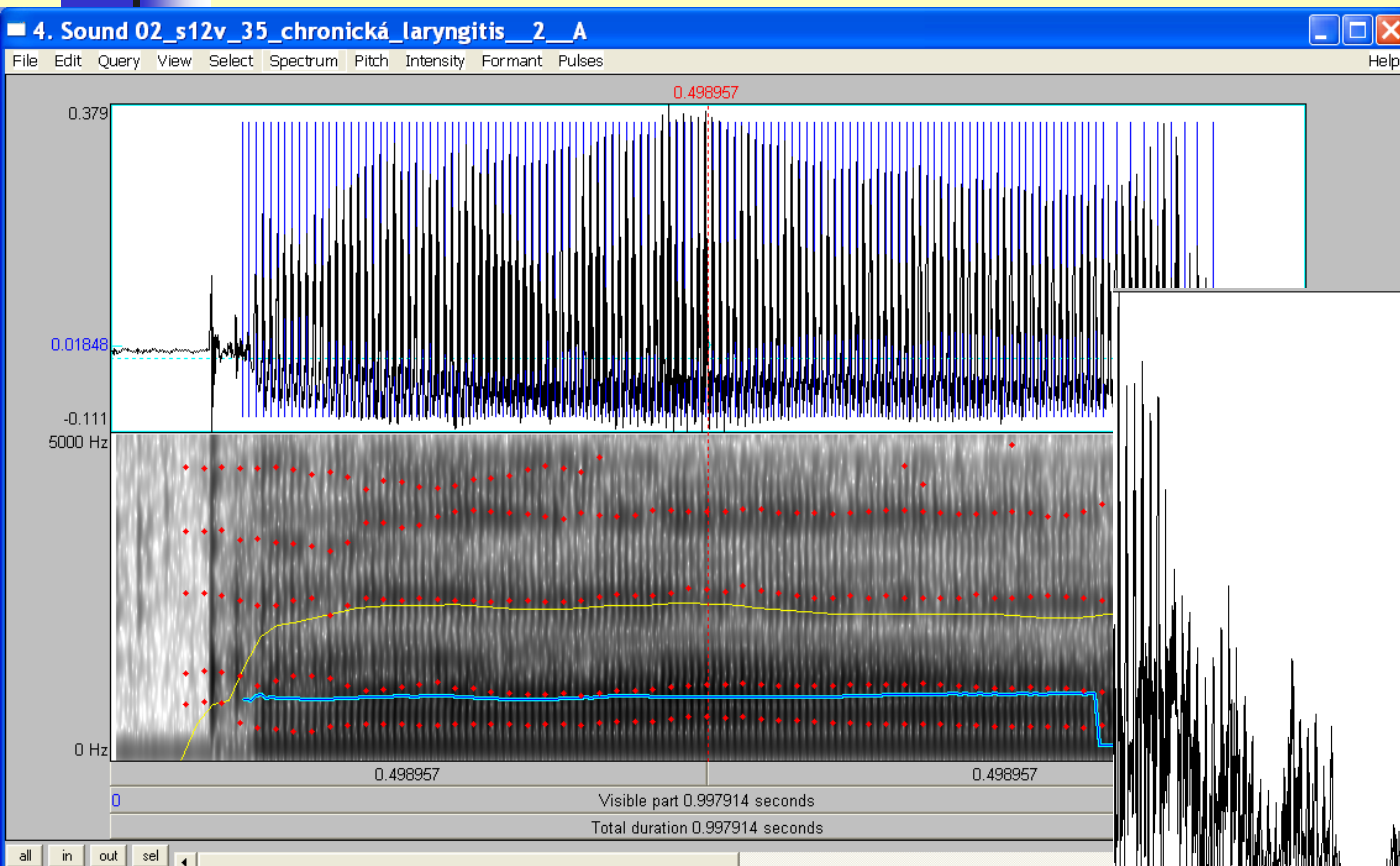 4. Sound 02_s12v_35_chronická_laryngitis__2__A
File Edit Query View Select Spectrum Pitch Intensity Formant Pulses Help
0.498957
0.379
0.01848
-0.111
5000 Hz
0 Hz
0.498957 0.498957
0 Visible part 0.997914 seconds
Total duration 0.997914 seconds
all in out sel